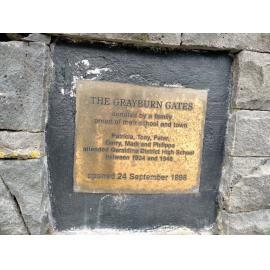 THE GRAYBURN GATES
donated by a family
proud of their school and town
Patricia, Tony, Peter,
Gerry, Mark and Philippa
attended Geraldine District High School
between 1934 and
opened 24 September 1998